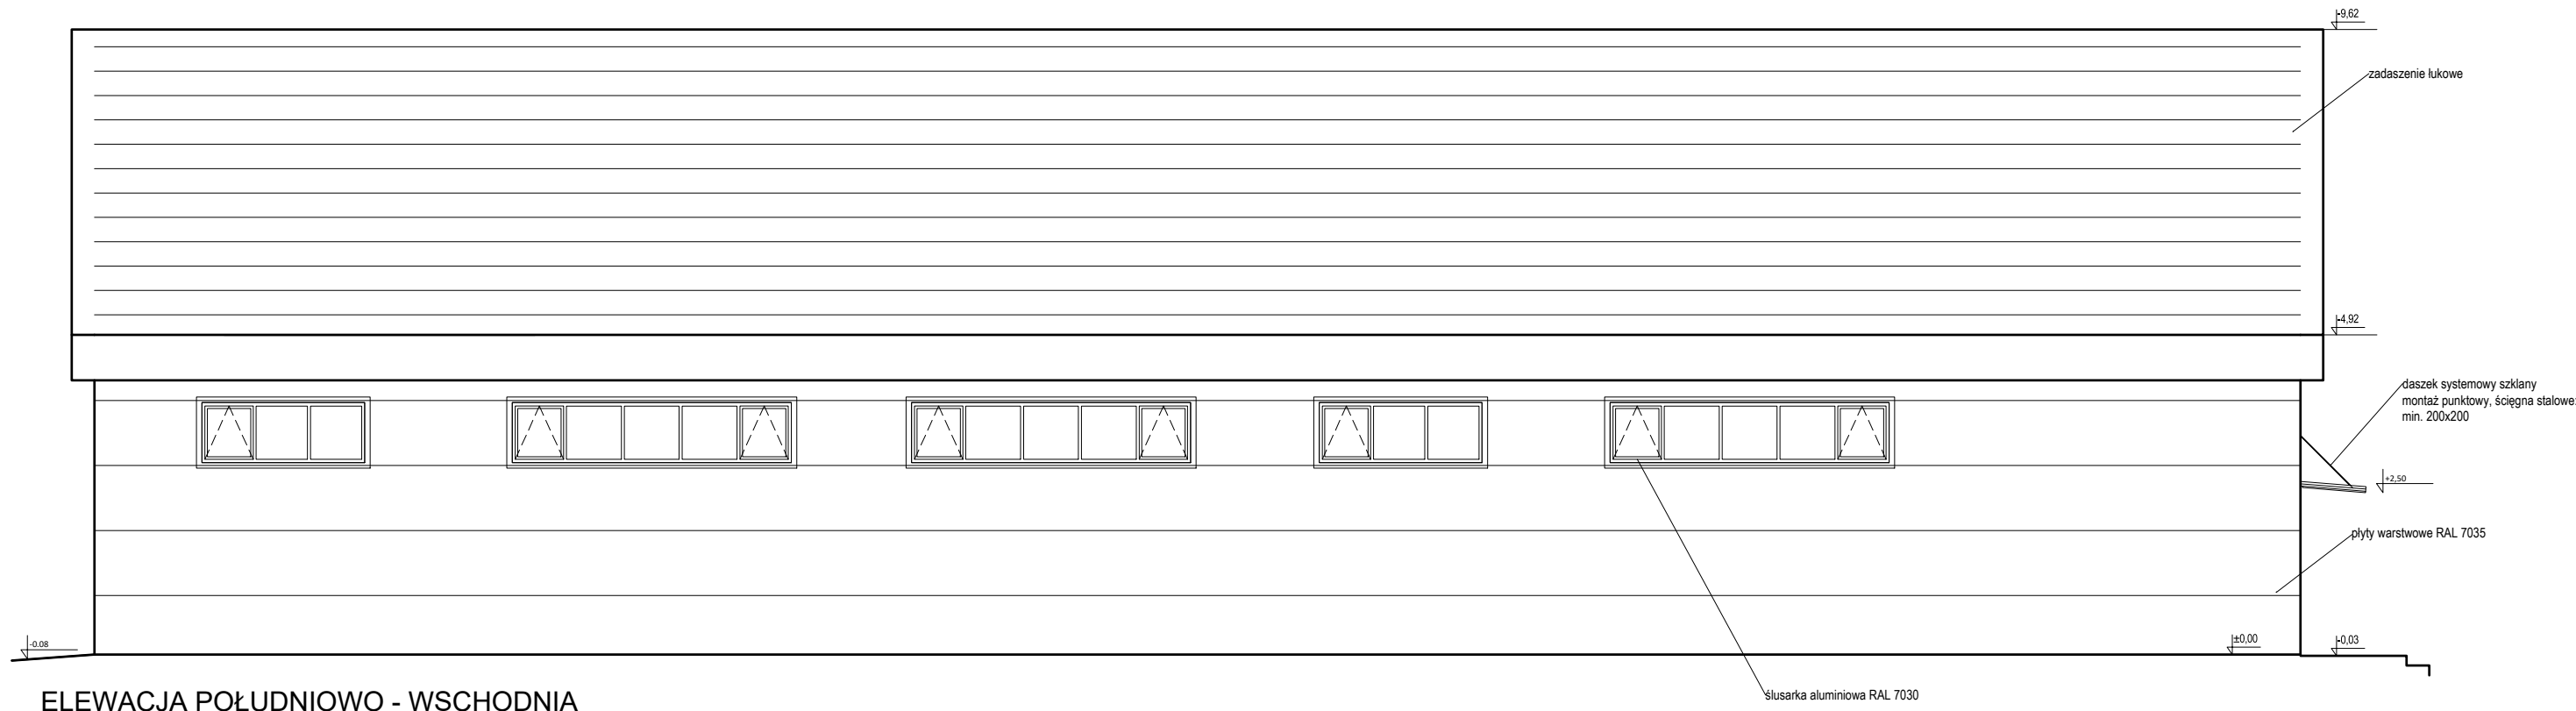 -9,62
zadaszenie łukowe
-4,92
daszek systemowy szklany
montaż punktowy, ścięgna stalowe:
min. 200x200
+2,50
płyty warstwowe RAL 7035
-0.08
±0,00
-0,03
ślusarka aluminiowa RAL 7030
ELEWACJA POŁUDNIOWO - WSCHODNIA